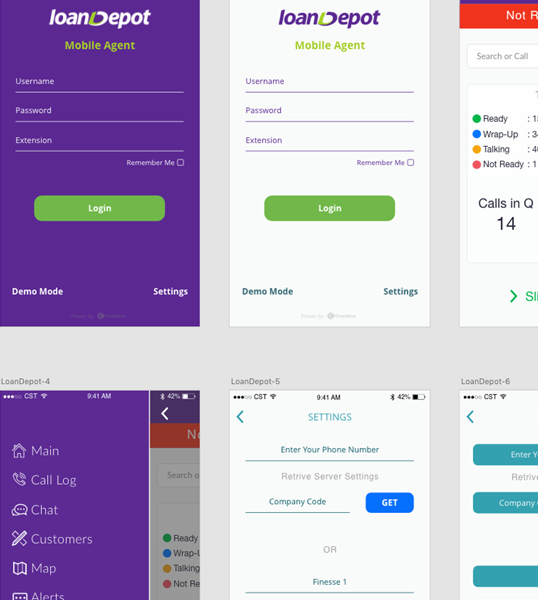 loanDepot
Mobile Agent
Username
Password
Extension
Remember Me
Login
Demo Mode Settings
loanDepot
Mobile Agent
Username
Password
Extension
Remember Me
Login
Demo Mode Settings
Power by
Not R
Search or Call
Ready : 1
Wrap-Up : 3
Talking : 4
Not Ready : 1
Calls in Q
14
Sl
LoanDepot-4
CST 9:41 AM 42%
Main
Call Log
Chat
Customers
Map
Alerts
No
Search o
Ready
Wrap-U
Talking
Not Re
LoanDepot-5
CST 9:41 AM 42%
SETTINGS
Enter Your Phone Number
Retrive Server Settings
Company Code GET
OR
Finesse 1
LoanDepot-6
CST
Enter Y
Retrive
Company